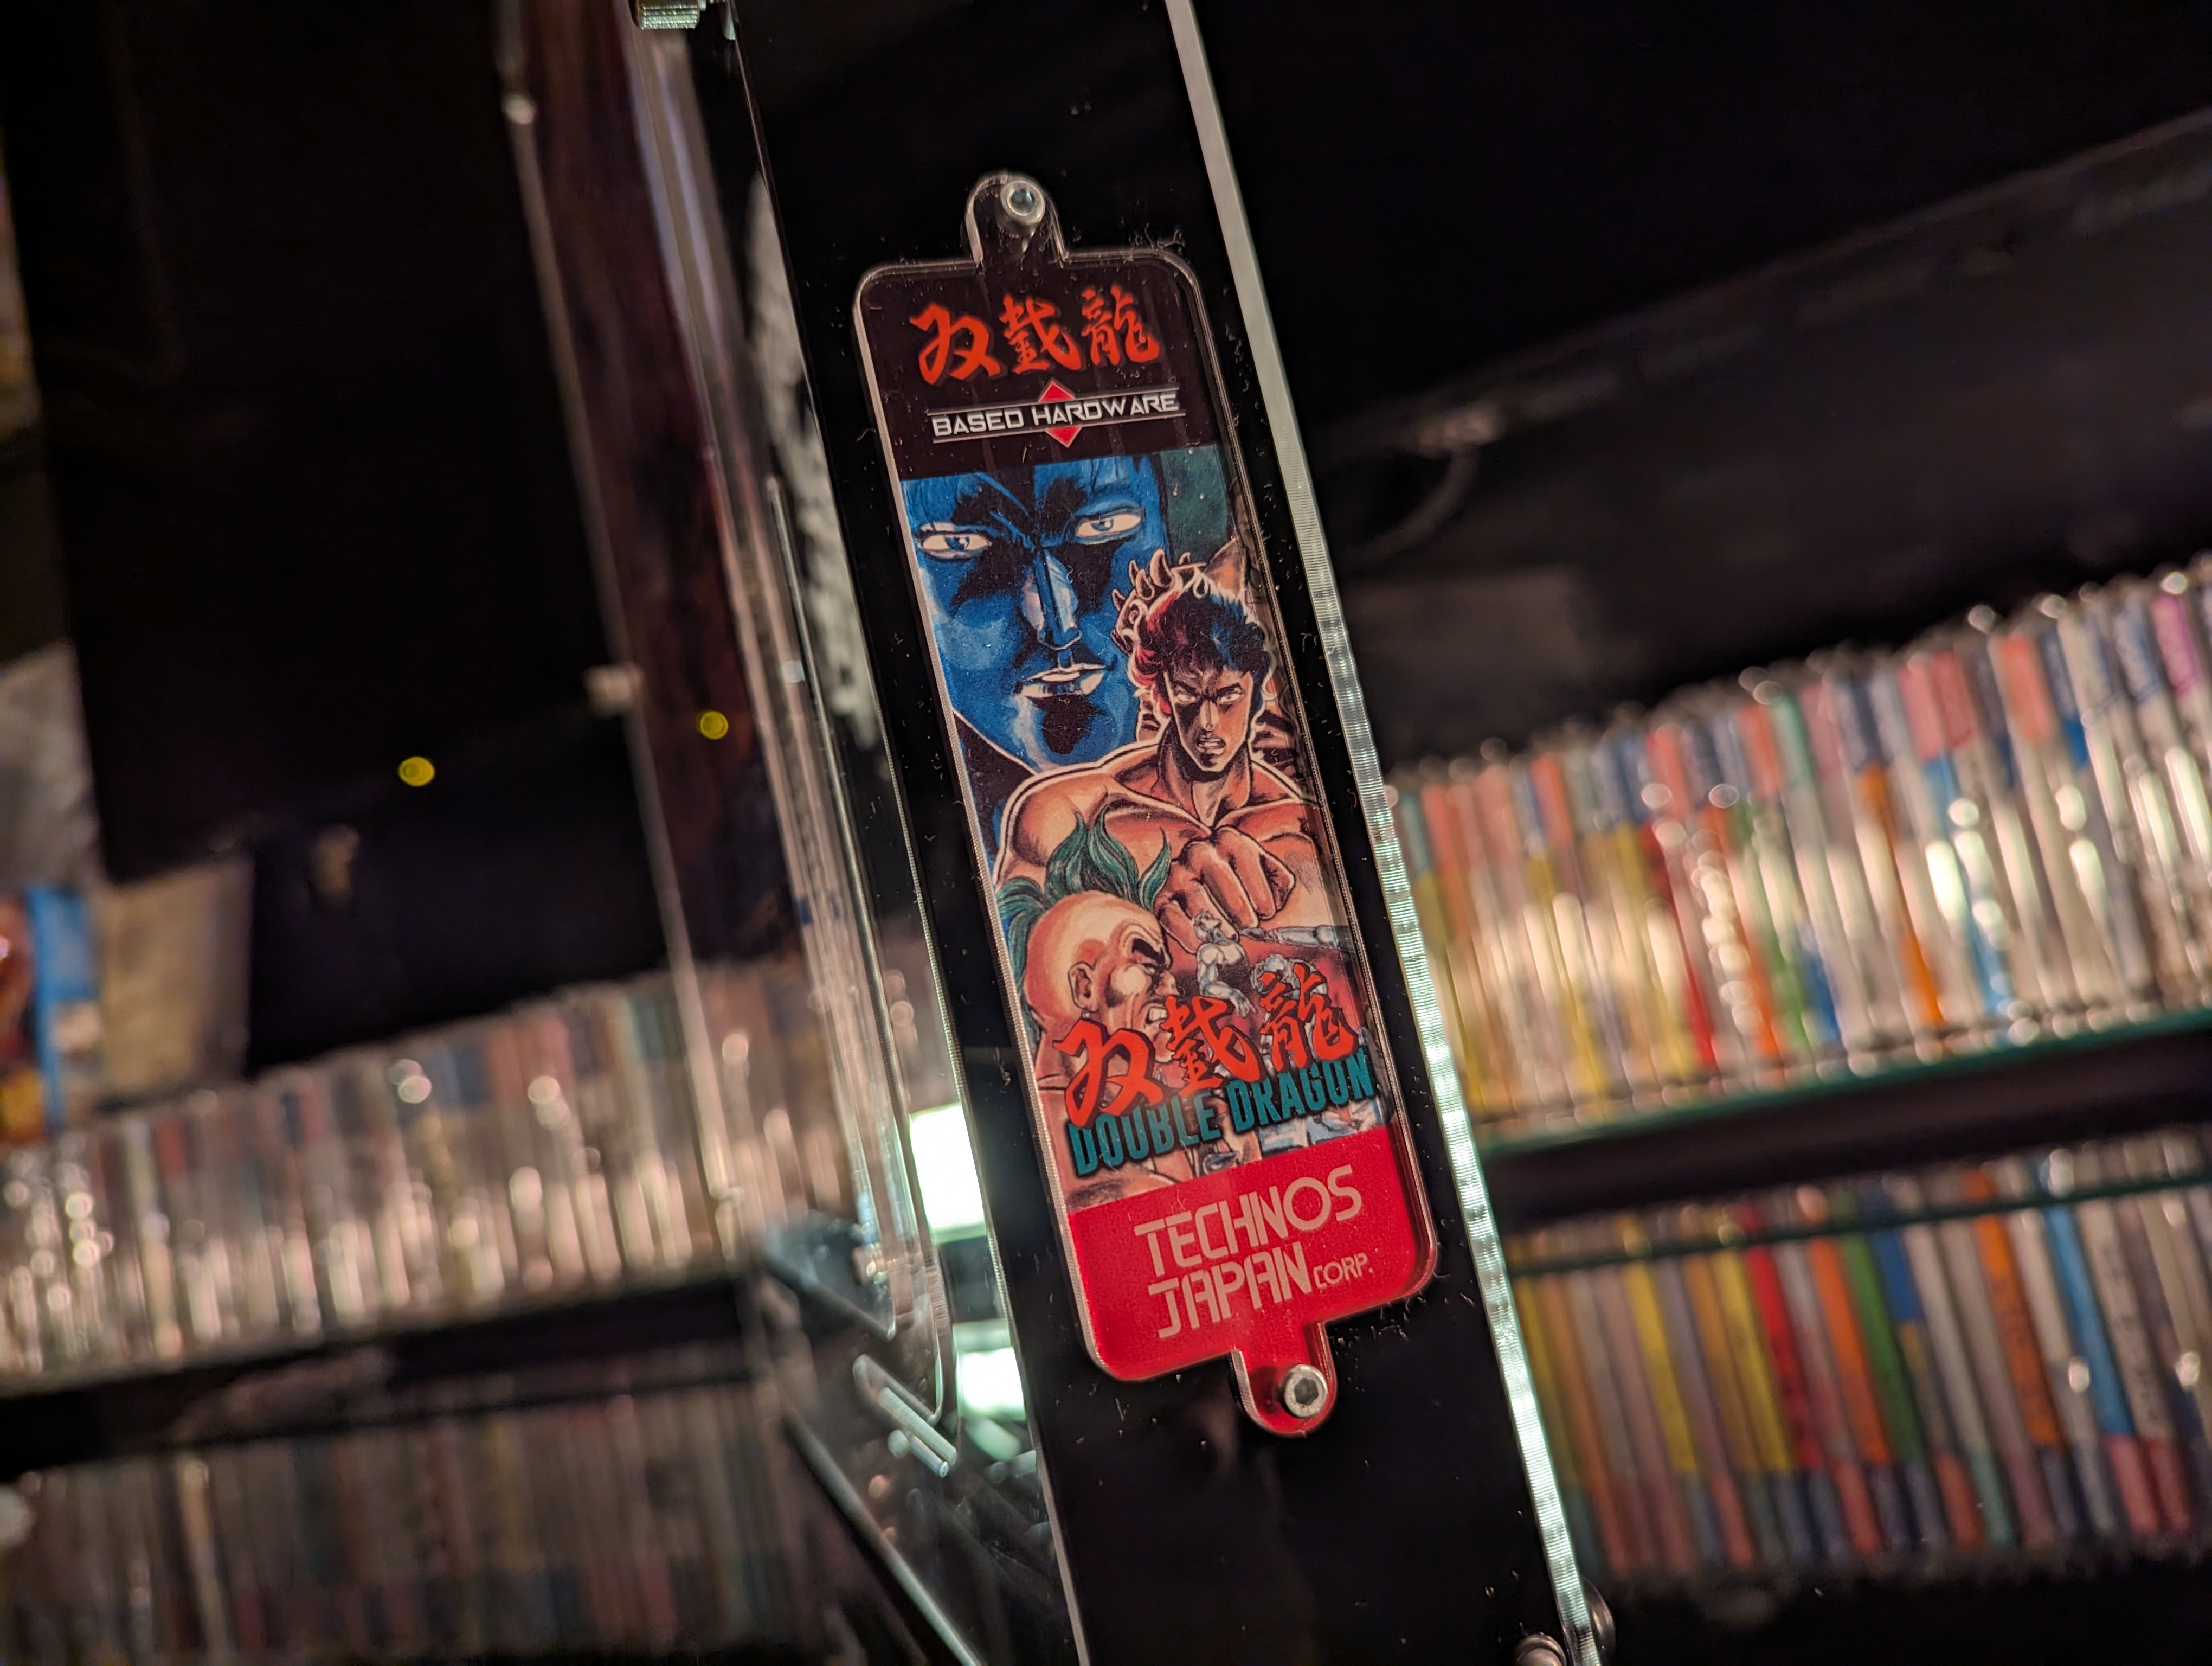 双截龍
BASED HARDWARE
双截龍
DOUBLE DRAGON
TECHNOS
JAPAN CORP.